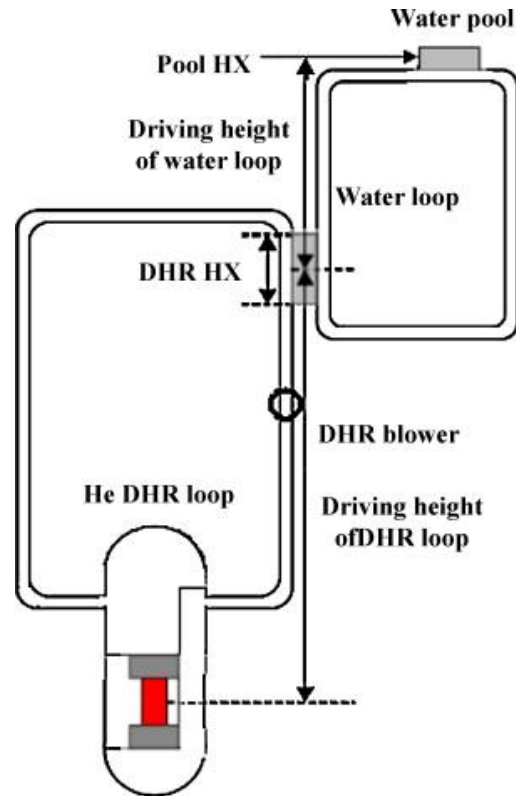 Water pool
Pool HX
Driving height
of water loop
Water loop
DHR HX
DHR blower
He DHR loop
Driving height
ofDHR loop